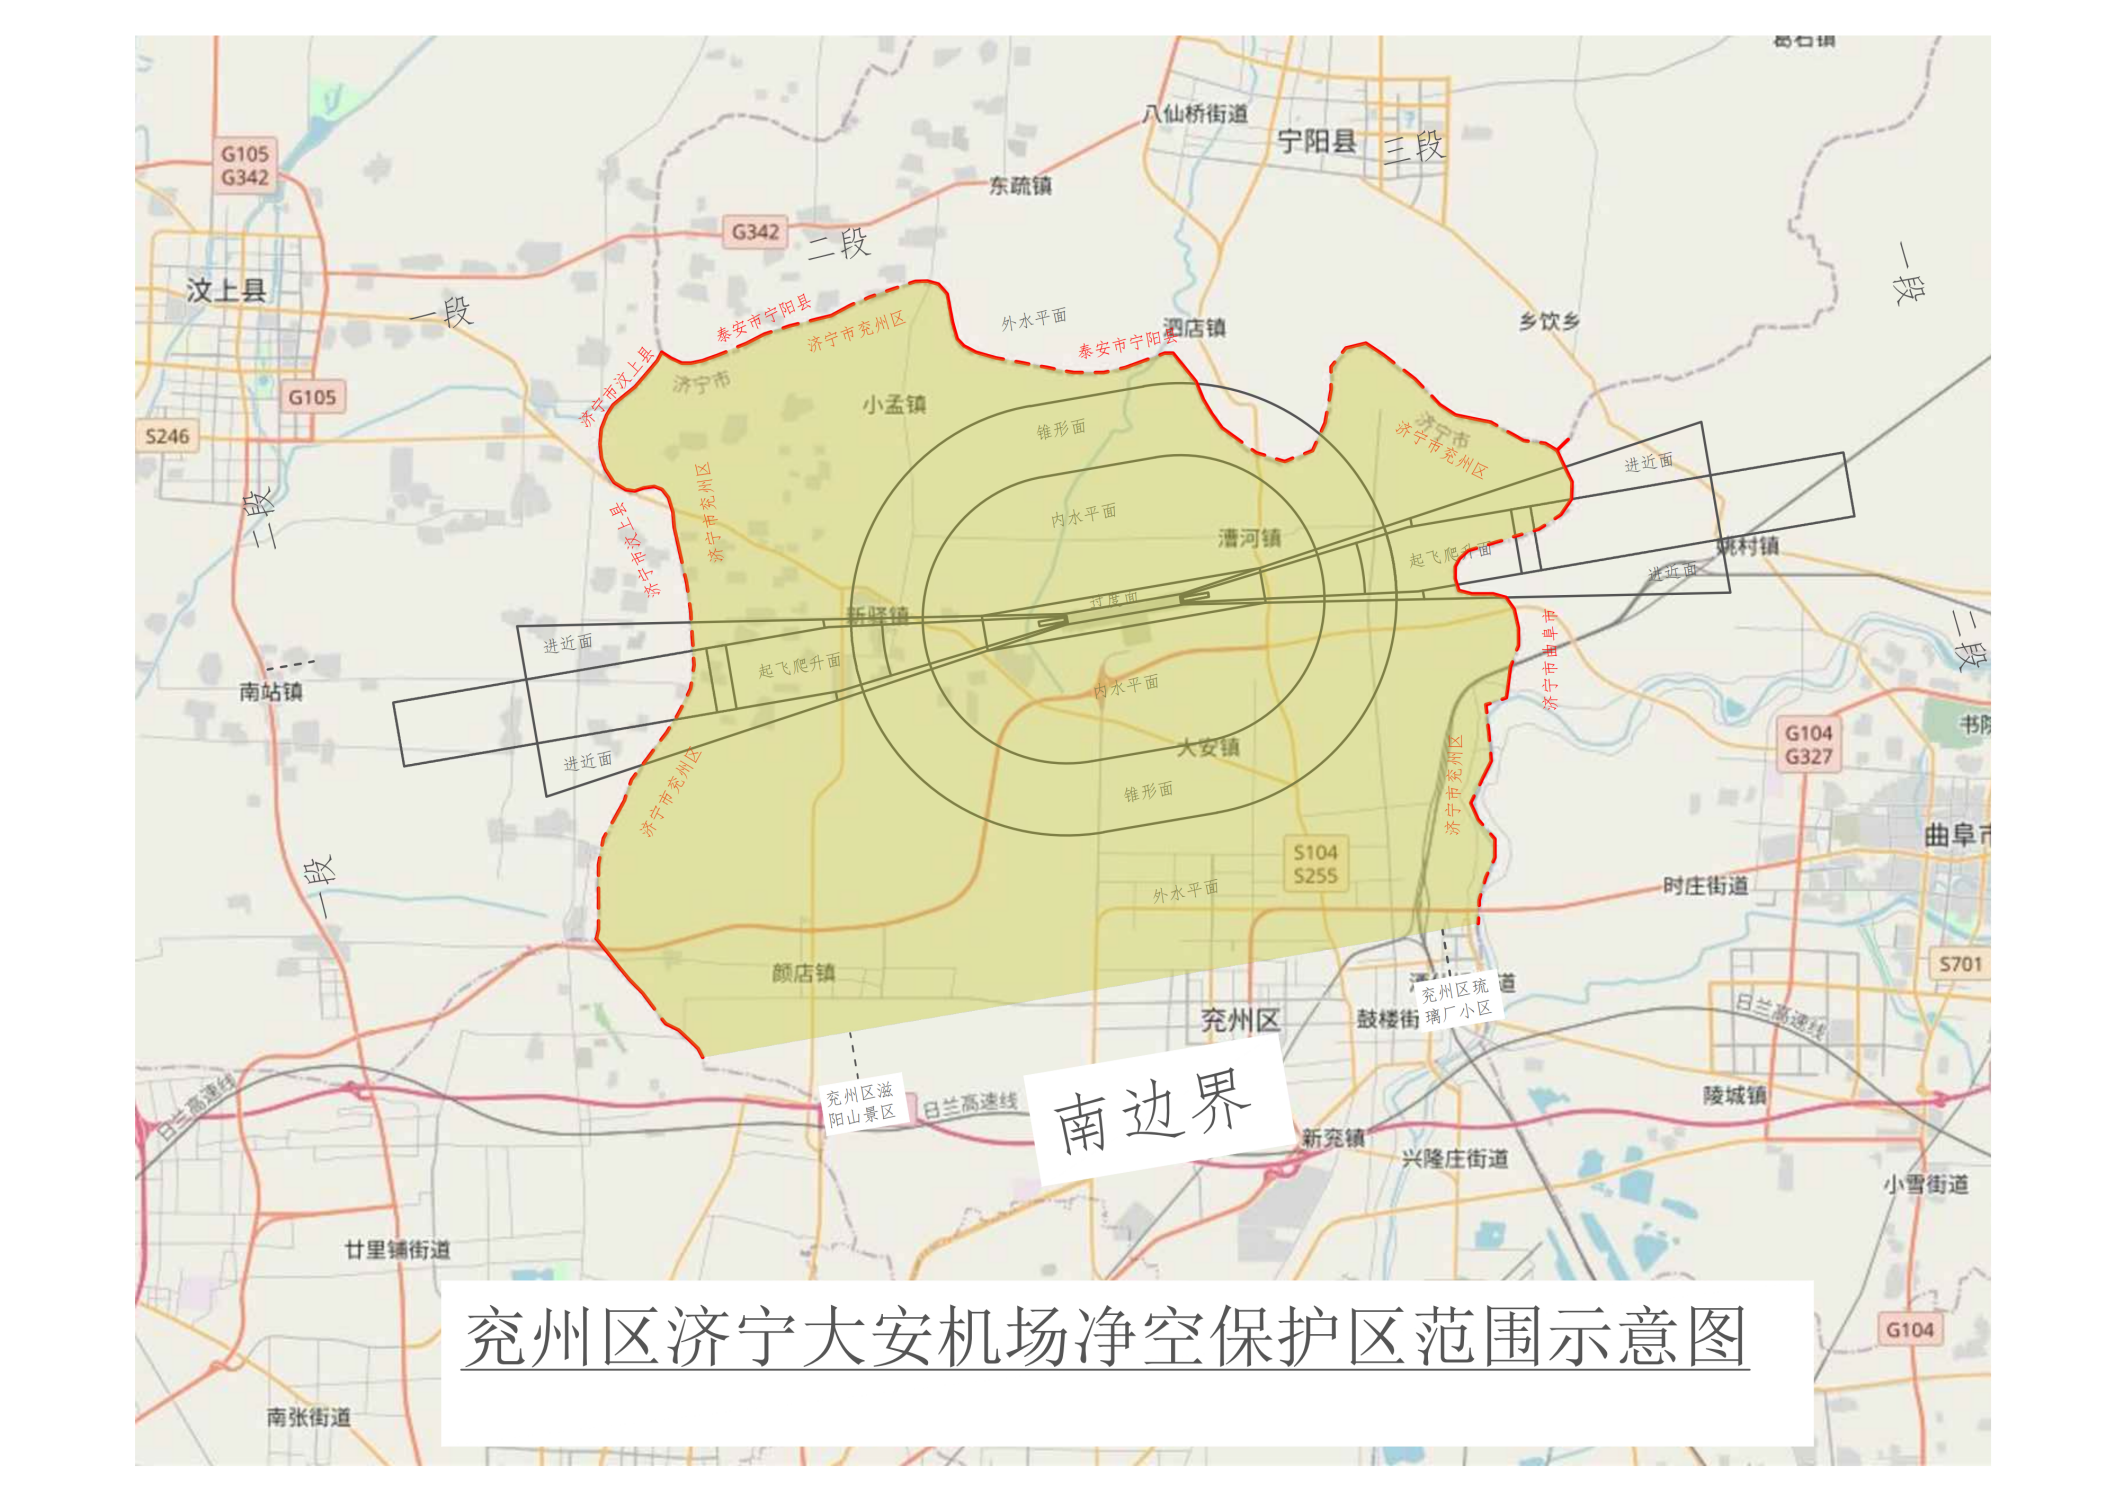 葛石镇
八仙桥街道
宁阳县
三段
G105
G342
东疏镇
G342
二段
一段
汶上县
一段
泰安市宁阳县
济宁市兖州区
外水平面
泗店镇
泰安市宁阳县
乡饮乡
济宁市汶上县
济宁市
小孟镇
G105
锥形面
济宁市
济宁市兖州区
S246
进近面
济宁市兖州区
二段
济宁市汶上县
内水平面
漕河镇
起飞爬升面
姚村镇
进近面
过度面
新驿镇
进近面
起飞爬升面
济宁市曲阜市
二段
南站镇
内水平面
大安镇
进近面
济宁市兖州区
济宁市兖州区
G104
G327
锥形面
曲阜市
S104
S255
一段
外水平面
时庄街道
颜店镇
S701
兖州区琉
璃厂小区
兖州区
鼓楼街
日兰高速线
日兰高速线
兖州区滋
阳山景区
日兰高速线
南边界
陵城镇
新兖镇
兴隆庄街道
小雪街道
廿里铺街道
兖州区济宁大安机场净空保护区范围示意图
G104
南张街道